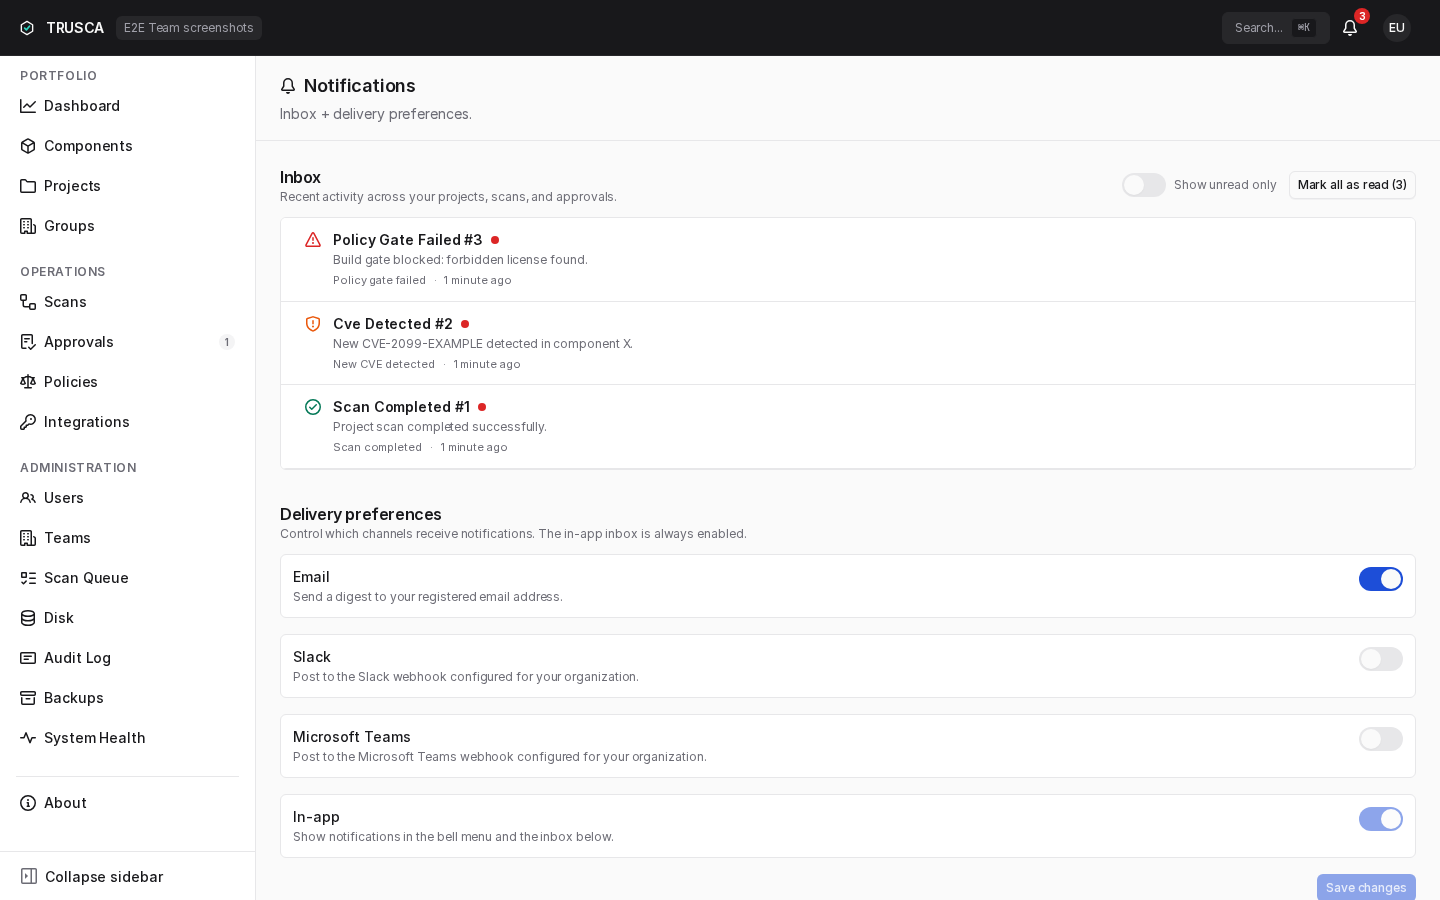 TRUSCA
E2E Team screenshots
Search...
⌘K
3
EU
PORTFOLIO
Dashboard
Components
Projects
Groups
OPERATIONS
Scans
Approvals
1
Policies
Integrations
ADMINISTRATION
Users
Teams
Scan Queue
Disk
Audit Log
Backups
System Health
About
Collapse sidebar
Notifications
Inbox + delivery preferences.
Inbox
Recent activity across your projects, scans, and approvals.
Show unread only
Mark all as read (3)
Policy Gate Failed #3
Build gate blocked: forbidden license found.
Policy gate failed · 1 minute ago
Cve Detected #2
New CVE-2099-EXAMPLE detected in component X.
New CVE detected · 1 minute ago
Scan Completed #1
Project scan completed successfully.
Scan completed · 1 minute ago
Delivery preferences
Control which channels receive notifications. The in-app inbox is always enabled.
Email
Send a digest to your registered email address.
Slack
Post to the Slack webhook configured for your organization.
Microsoft Teams
Post to the Microsoft Teams webhook configured for your organization.
In-app
Show notifications in the bell menu and the inbox below.
Save changes